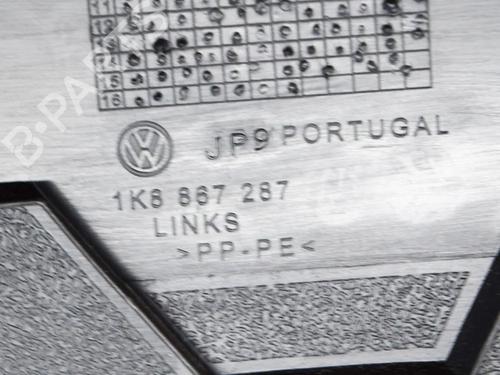 11
12
13
14
15
16
B-PARTS
JP9 PORTUGAL
1K8 867 287
LINKS
>PP-PE<